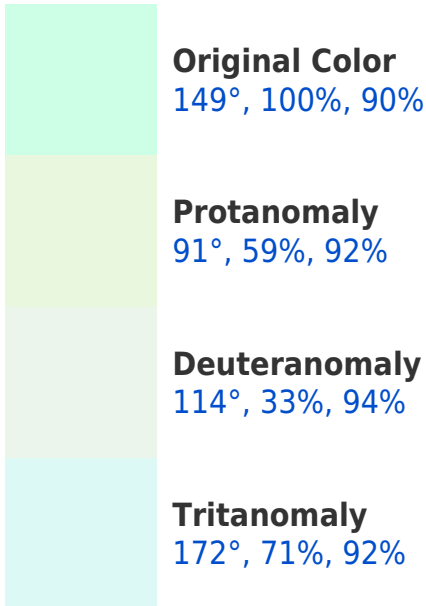 Original Color
149°, 100%, 90%
Protanomaly
91°, 59%, 92%
Deuteranomaly
114°, 33%, 94%
Tritanomaly
172°, 71%, 92%